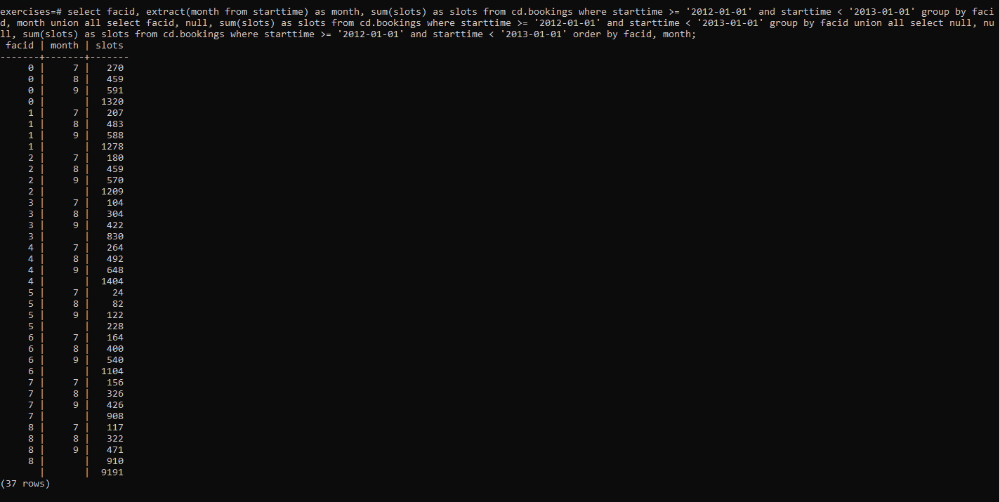 exercises=# select facid, extract(month from starttime) as month, sum(slots) as slots from cd.bookings where starttime >= '2012-01-01' and starttime < '2013-01-01' group by faci
d, month union all select facid, null, sum(slots) as slots from cd.bookings where starttime >= '2012-01-01' and starttime < '2013-01-01' group by facid union all select null, nu
ll, sum(slots) as slots from cd.bookings where starttime >= '2012-01-01' and starttime < '2013-01-01' order by facid, month;
 facid | month | slots
-------+-------+-------
     0 |     7 |   270
     0 |     8 |   459
     0 |     9 |   591
     0 |       |  1320
     1 |     7 |   207
     1 |     8 |   483
     1 |     9 |   588
     1 |       |  1278
     2 |     7 |   180
     2 |     8 |   459
     2 |     9 |   570
     2 |       |  1209
     3 |     7 |   104
     3 |     8 |   304
     3 |     9 |   422
     3 |       |   830
     4 |     7 |   264
     4 |     8 |   492
     4 |     9 |   648
     4 |       |  1404
     5 |     7 |    24
     5 |     8 |    82
     5 |     9 |   122
     5 |       |   228
     6 |     7 |   164
     6 |     8 |   400
     6 |     9 |   540
     6 |       |  1104
     7 |     7 |   156
     7 |     8 |   326
     7 |     9 |   426
     7 |       |   908
     8 |     7 |   117
     8 |     8 |   322
     8 |     9 |   471
     8 |       |   910
       |       |  9191
(37 rows)